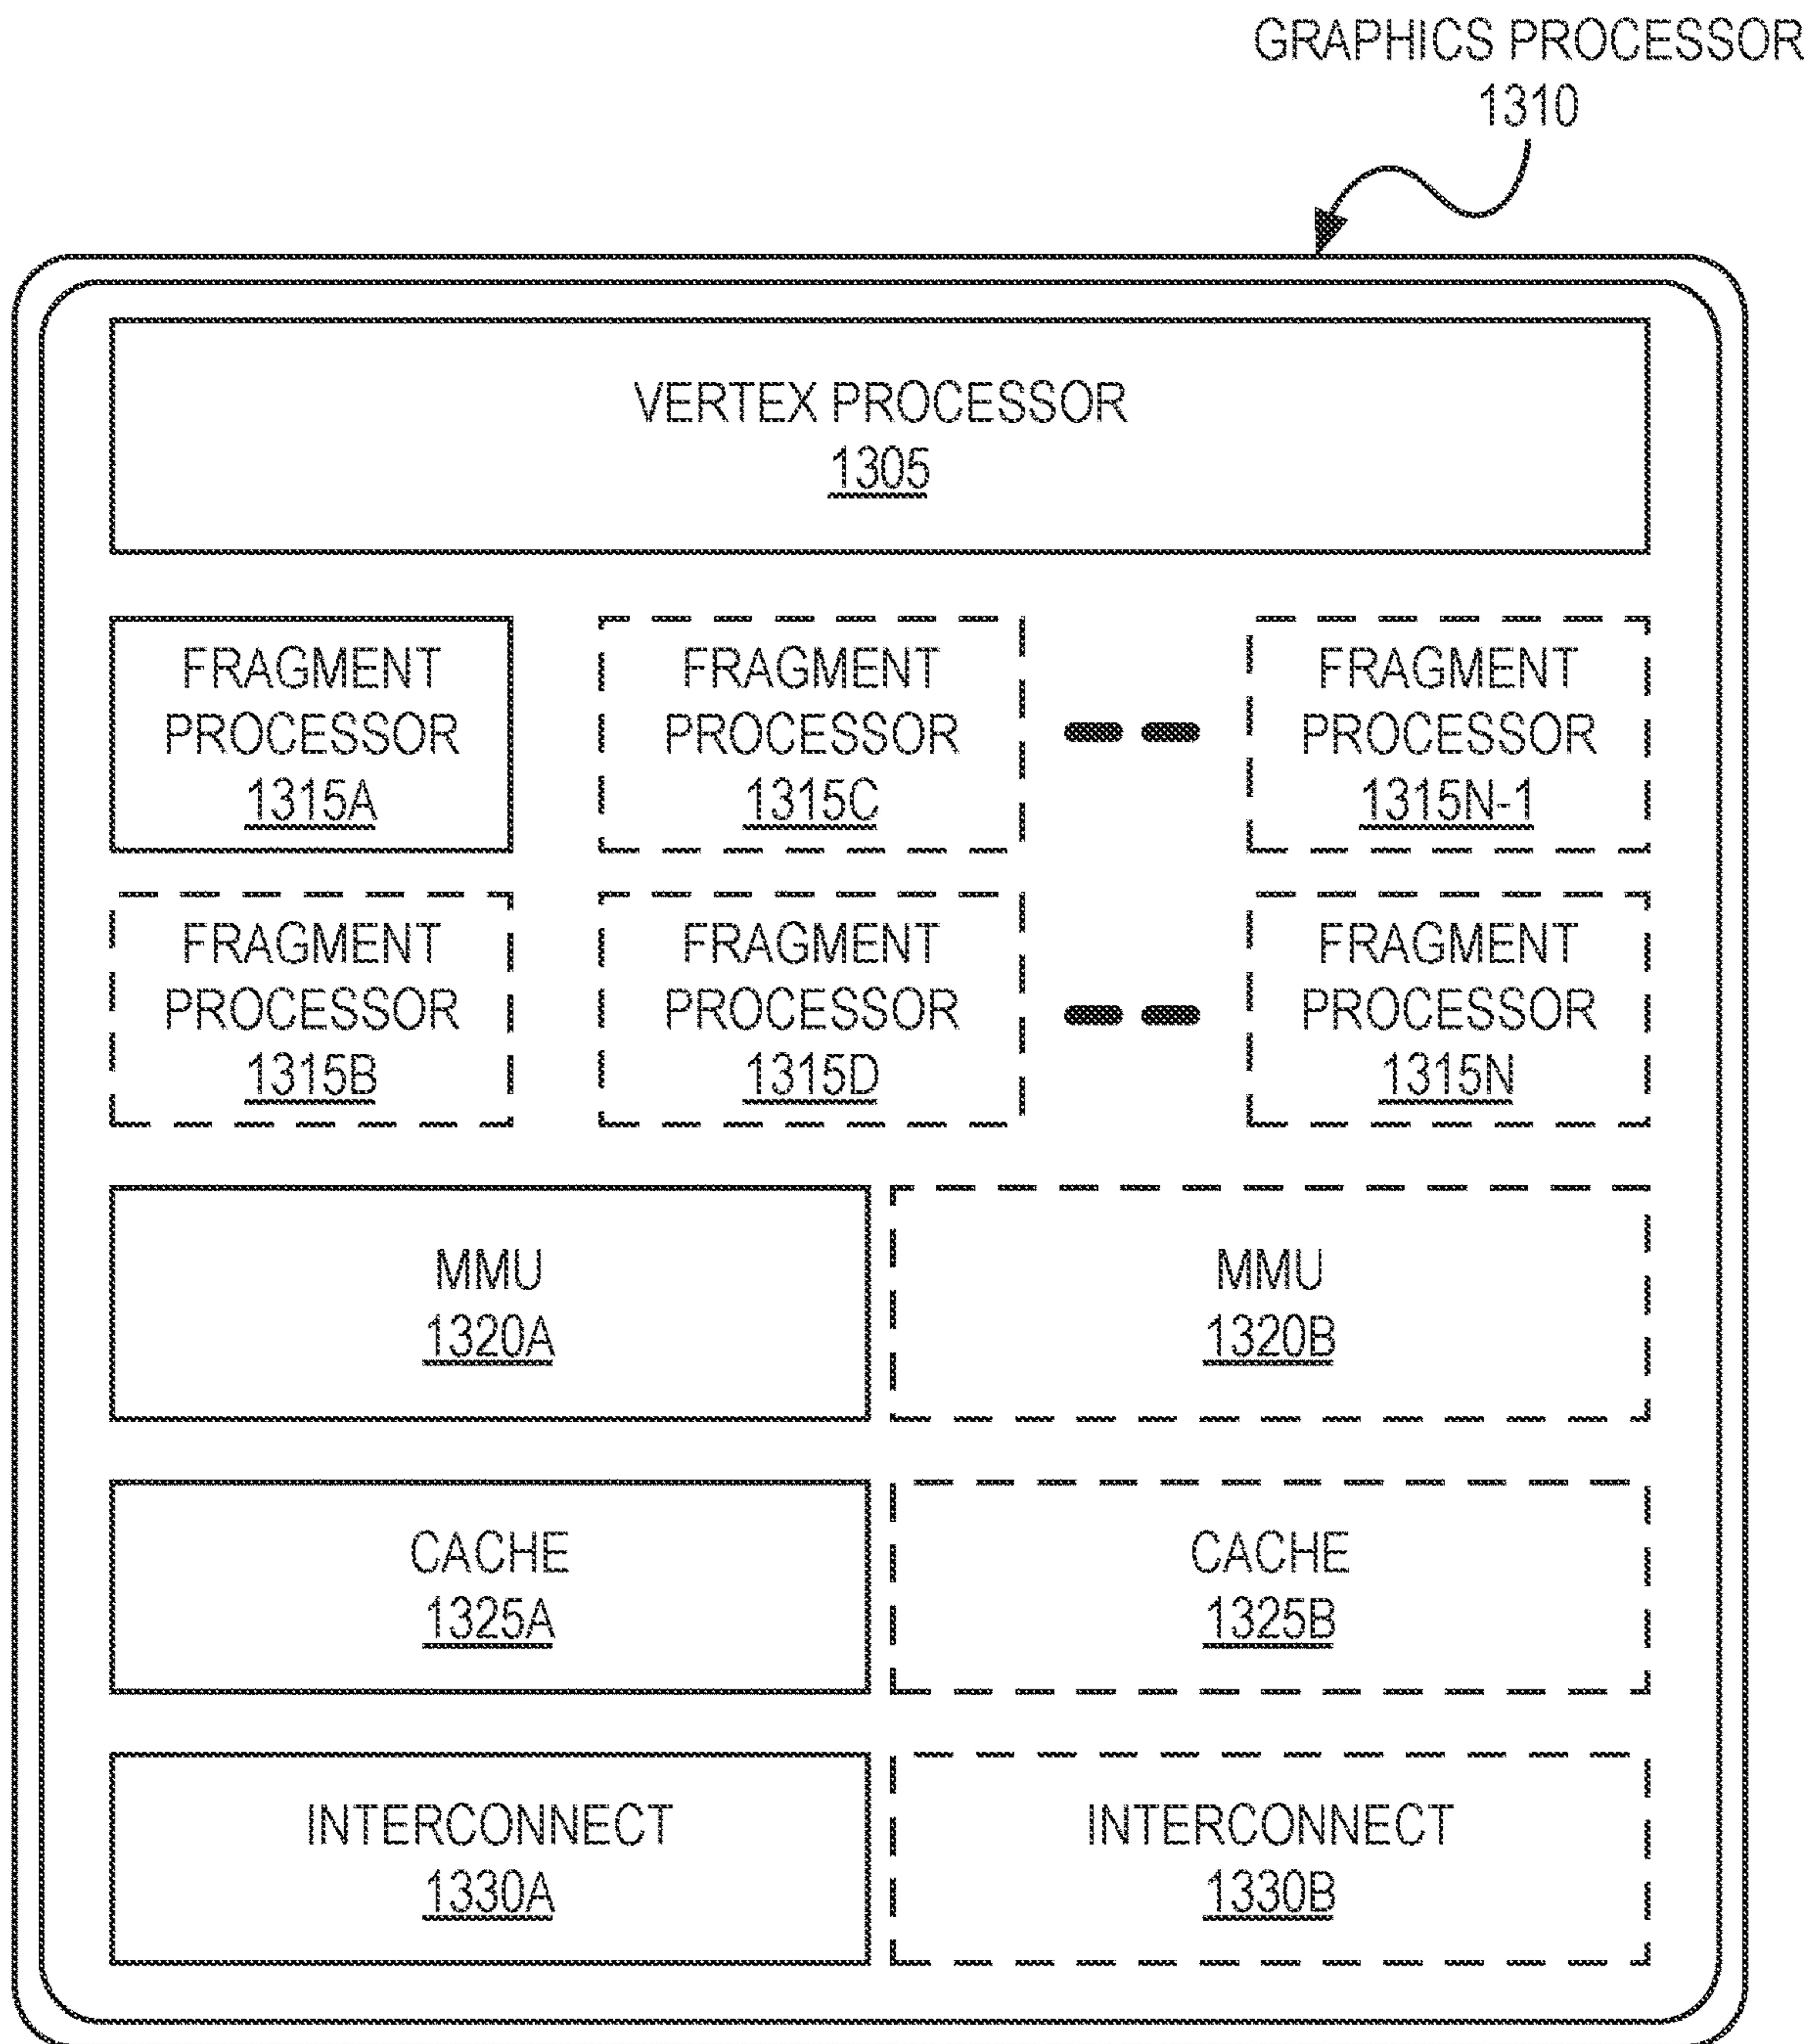 GRAPHICS PROCESSOR
1310
VERTEX PROCESSOR
1305
FRAGMENT
PROCESSOR
1315A
FRAGMENT
PROCESSOR
1315C
FRAGMENT
PROCESSOR
1315N-1
FRAGMENT
PROCESSOR
1315B
FRAGMENT
PROCESSOR
1315D
FRAGMENT
PROCESSOR
1315N
MMU
1320A
MMU
1320B
CACHE
1325A
CACHE
1325B
INTERCONNECT
1330A
INTERCONNECT
1330B